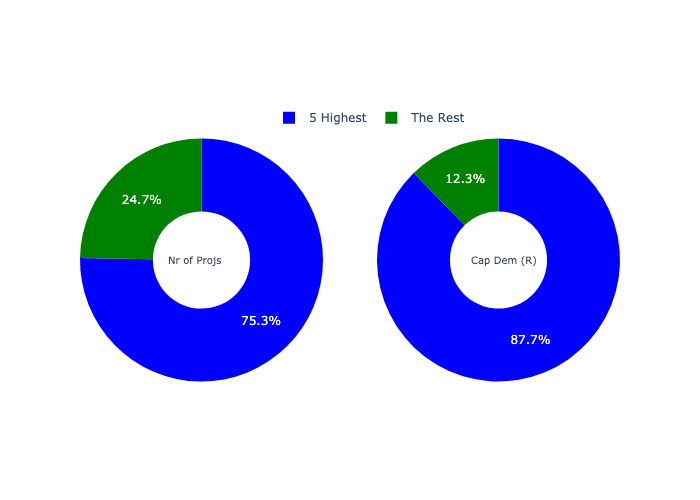 5 Highest
The Rest
24.7%
Nr of Projs
75.3%
12.3%
Cap Dem (R)
87.7%